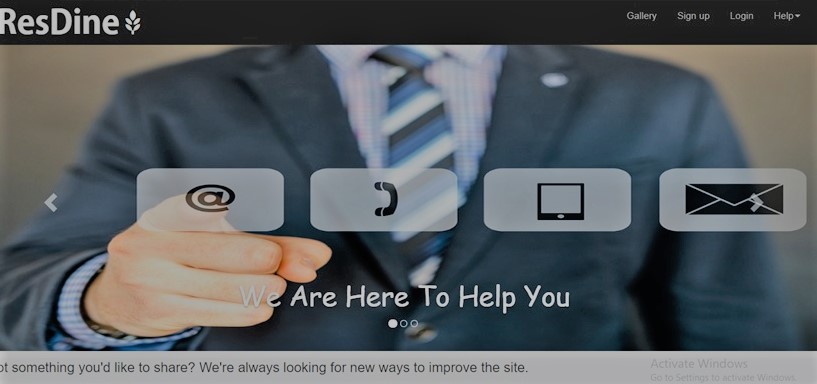 ResDine
Gallery Sign up Login Help
@
We Are Here To Help You
ot something you'd like to share? We're always looking for new ways to improve the site.
Activate Windows
Go to Settings to activate Windows.